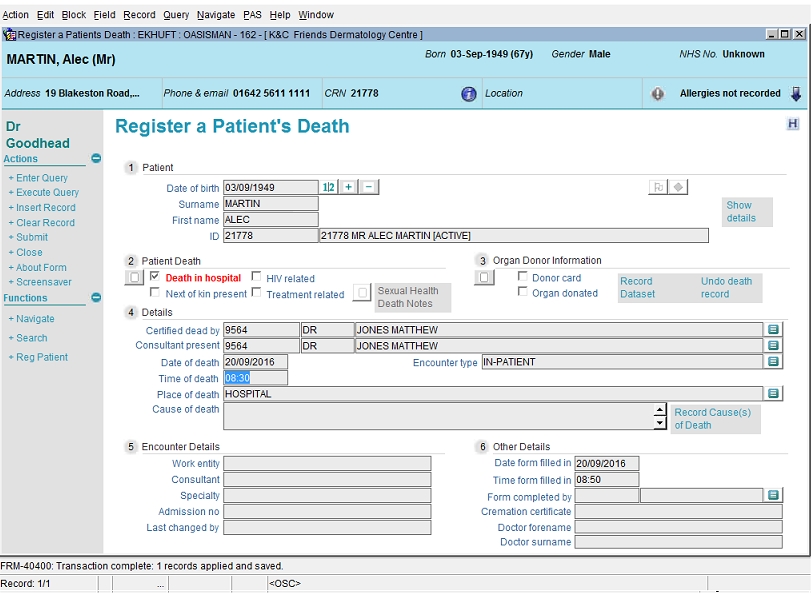 Action Edit Block Field Record Query Navigate PAS Help Window
Register a Patients Death : EKHUFT : OASISMAN - 162 - [ K&C Friends Dermatology Centre ]
MARTIN, Alec (Mr) Born 03-Sep-1949 (67y) Gender Male NHS No. Unknown
Address 19 Blakeston Road,... Phone & email 01642 5611 1111 CRN 21778 Location Allergies not recorded
Dr
Goodhead
Actions
+ Enter Query
+ Execute Query
+ Insert Record
+ Clear Record
+ Submit
+ Close
+ About Form
+ Screensaver
Functions
+ Navigate
+ Search
+ Reg Patient
Register a Patient's Death H
1 Patient
Date of birth 03/09/1949 1|2 + −
Surname MARTIN
First name ALEC
ID 21778 21778 MR ALEC MARTIN [ACTIVE]
Show
details
2 Patient Death
Death in hospital HIV related
Next of kin present Treatment related
Sexual Health
Death Notes
3 Organ Donor Information
Donor card
Organ donated
Record
Dataset
Undo death
record
4 Details
Certified dead by 9564 DR JONES MATTHEW
Consultant present 9564 DR JONES MATTHEW
Date of death 20/09/2016 Encounter type IN-PATIENT
Time of death 08:30
Place of death HOSPITAL
Cause of death
Record Cause(s)
of Death
5 Encounter Details
Work entity
Consultant
Specialty
Admission no
Last changed by
6 Other Details
Date form filled in 20/09/2016
Time form filled in 08:50
Form completed by
Cremation certificate
Doctor forename
Doctor surname
FRM-40400: Transaction complete: 1 records applied and saved.
Record: 1/1 ... <OSC>